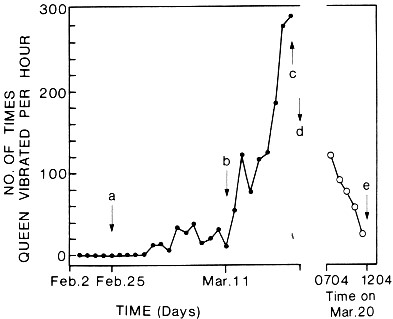 NO. OF TIMES
QUEEN VIBRATED PER HOUR
300
200
100
0
a
b
c
d
e
Feb.2 Feb.25 Mar.11
0704 1204
TIME (Days)
Time on
Mar.20